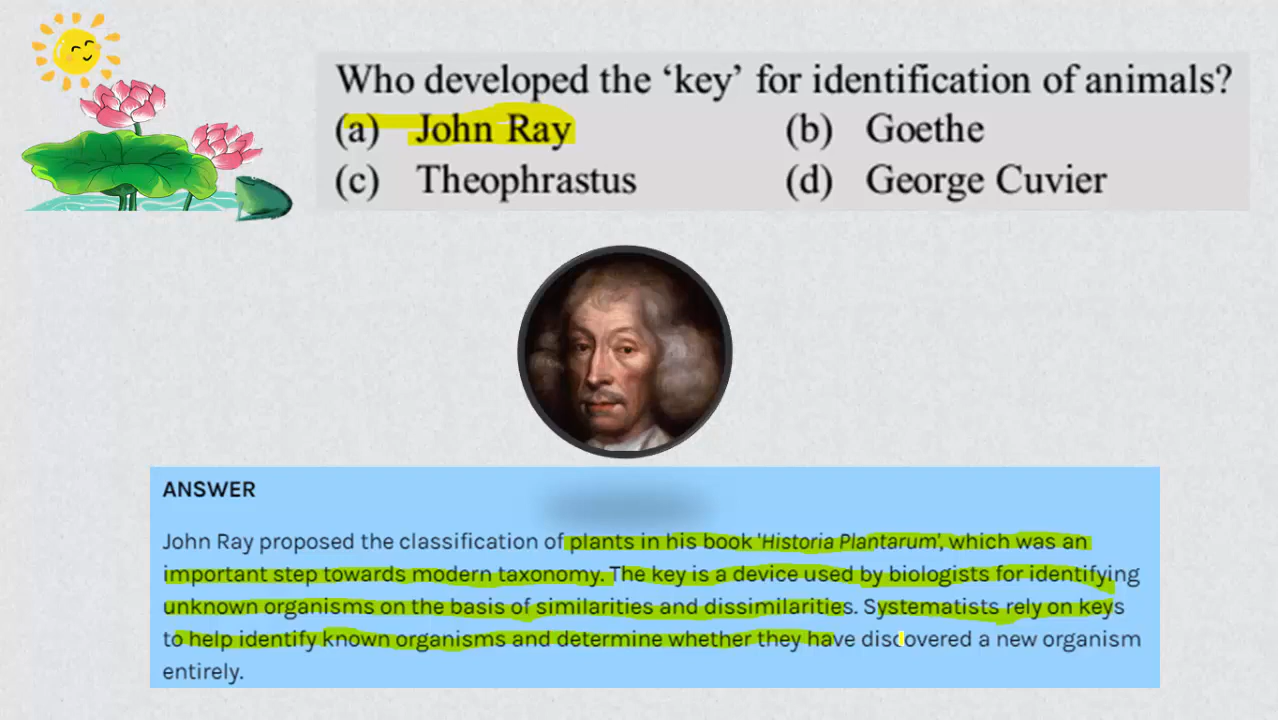 Who developed the ‘key’ for identification of animals?
(a) John Ray (b) Goethe
(c) Theophrastus (d) George Cuvier
ANSWER
John Ray proposed the classification of plants in his book 'Historia Plantarum', which was an
important step towards modern taxonomy. The key is a device used by biologists for identifying
unknown organisms on the basis of similarities and dissimilarities. Systematists rely on keys
to help identify known organisms and determine whether they have discovered a new organism
entirely.